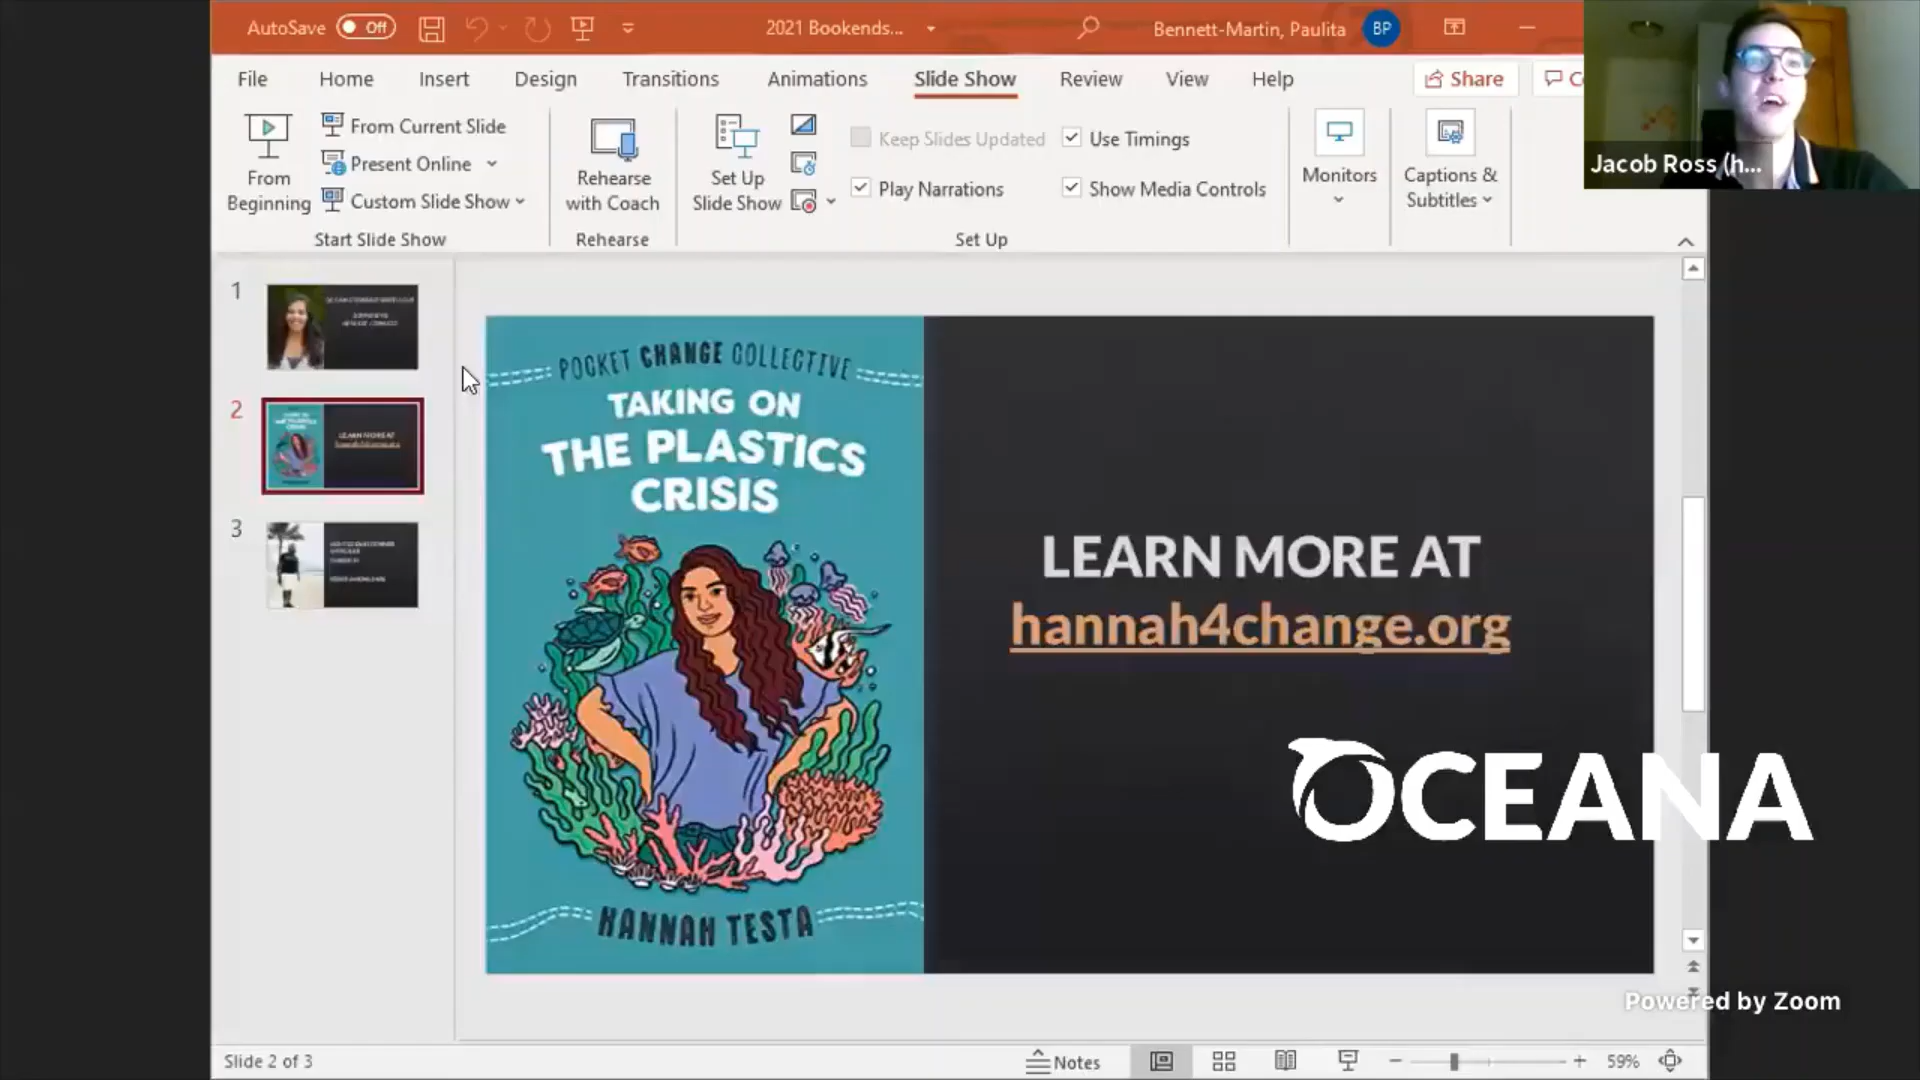 AutoSave Off
2021 Bookends...
Bennett-Martin, Paulita BP
File Home Insert Design Transitions Animations Slide Show Review View Help Share
Jacob Ross (h...
From Beginning
From Current Slide
Present Online
Custom Slide Show
Start Slide Show
Rehearse with Coach
Rehearse
Set Up Slide Show
Keep Slides Updated
Play Narrations
Use Timings
Show Media Controls
Set Up
Monitors
Captions & Subtitles
1
2
LEARN MORE AT
3
POCKET CHANGE COLLECTIVE
TAKING ON
THE PLASTICS
CRISIS
HANNAH TESTA
LEARN MORE AT
hannah4change.org
OCEANA
Powered by Zoom
Slide 2 of 3
Notes
59%